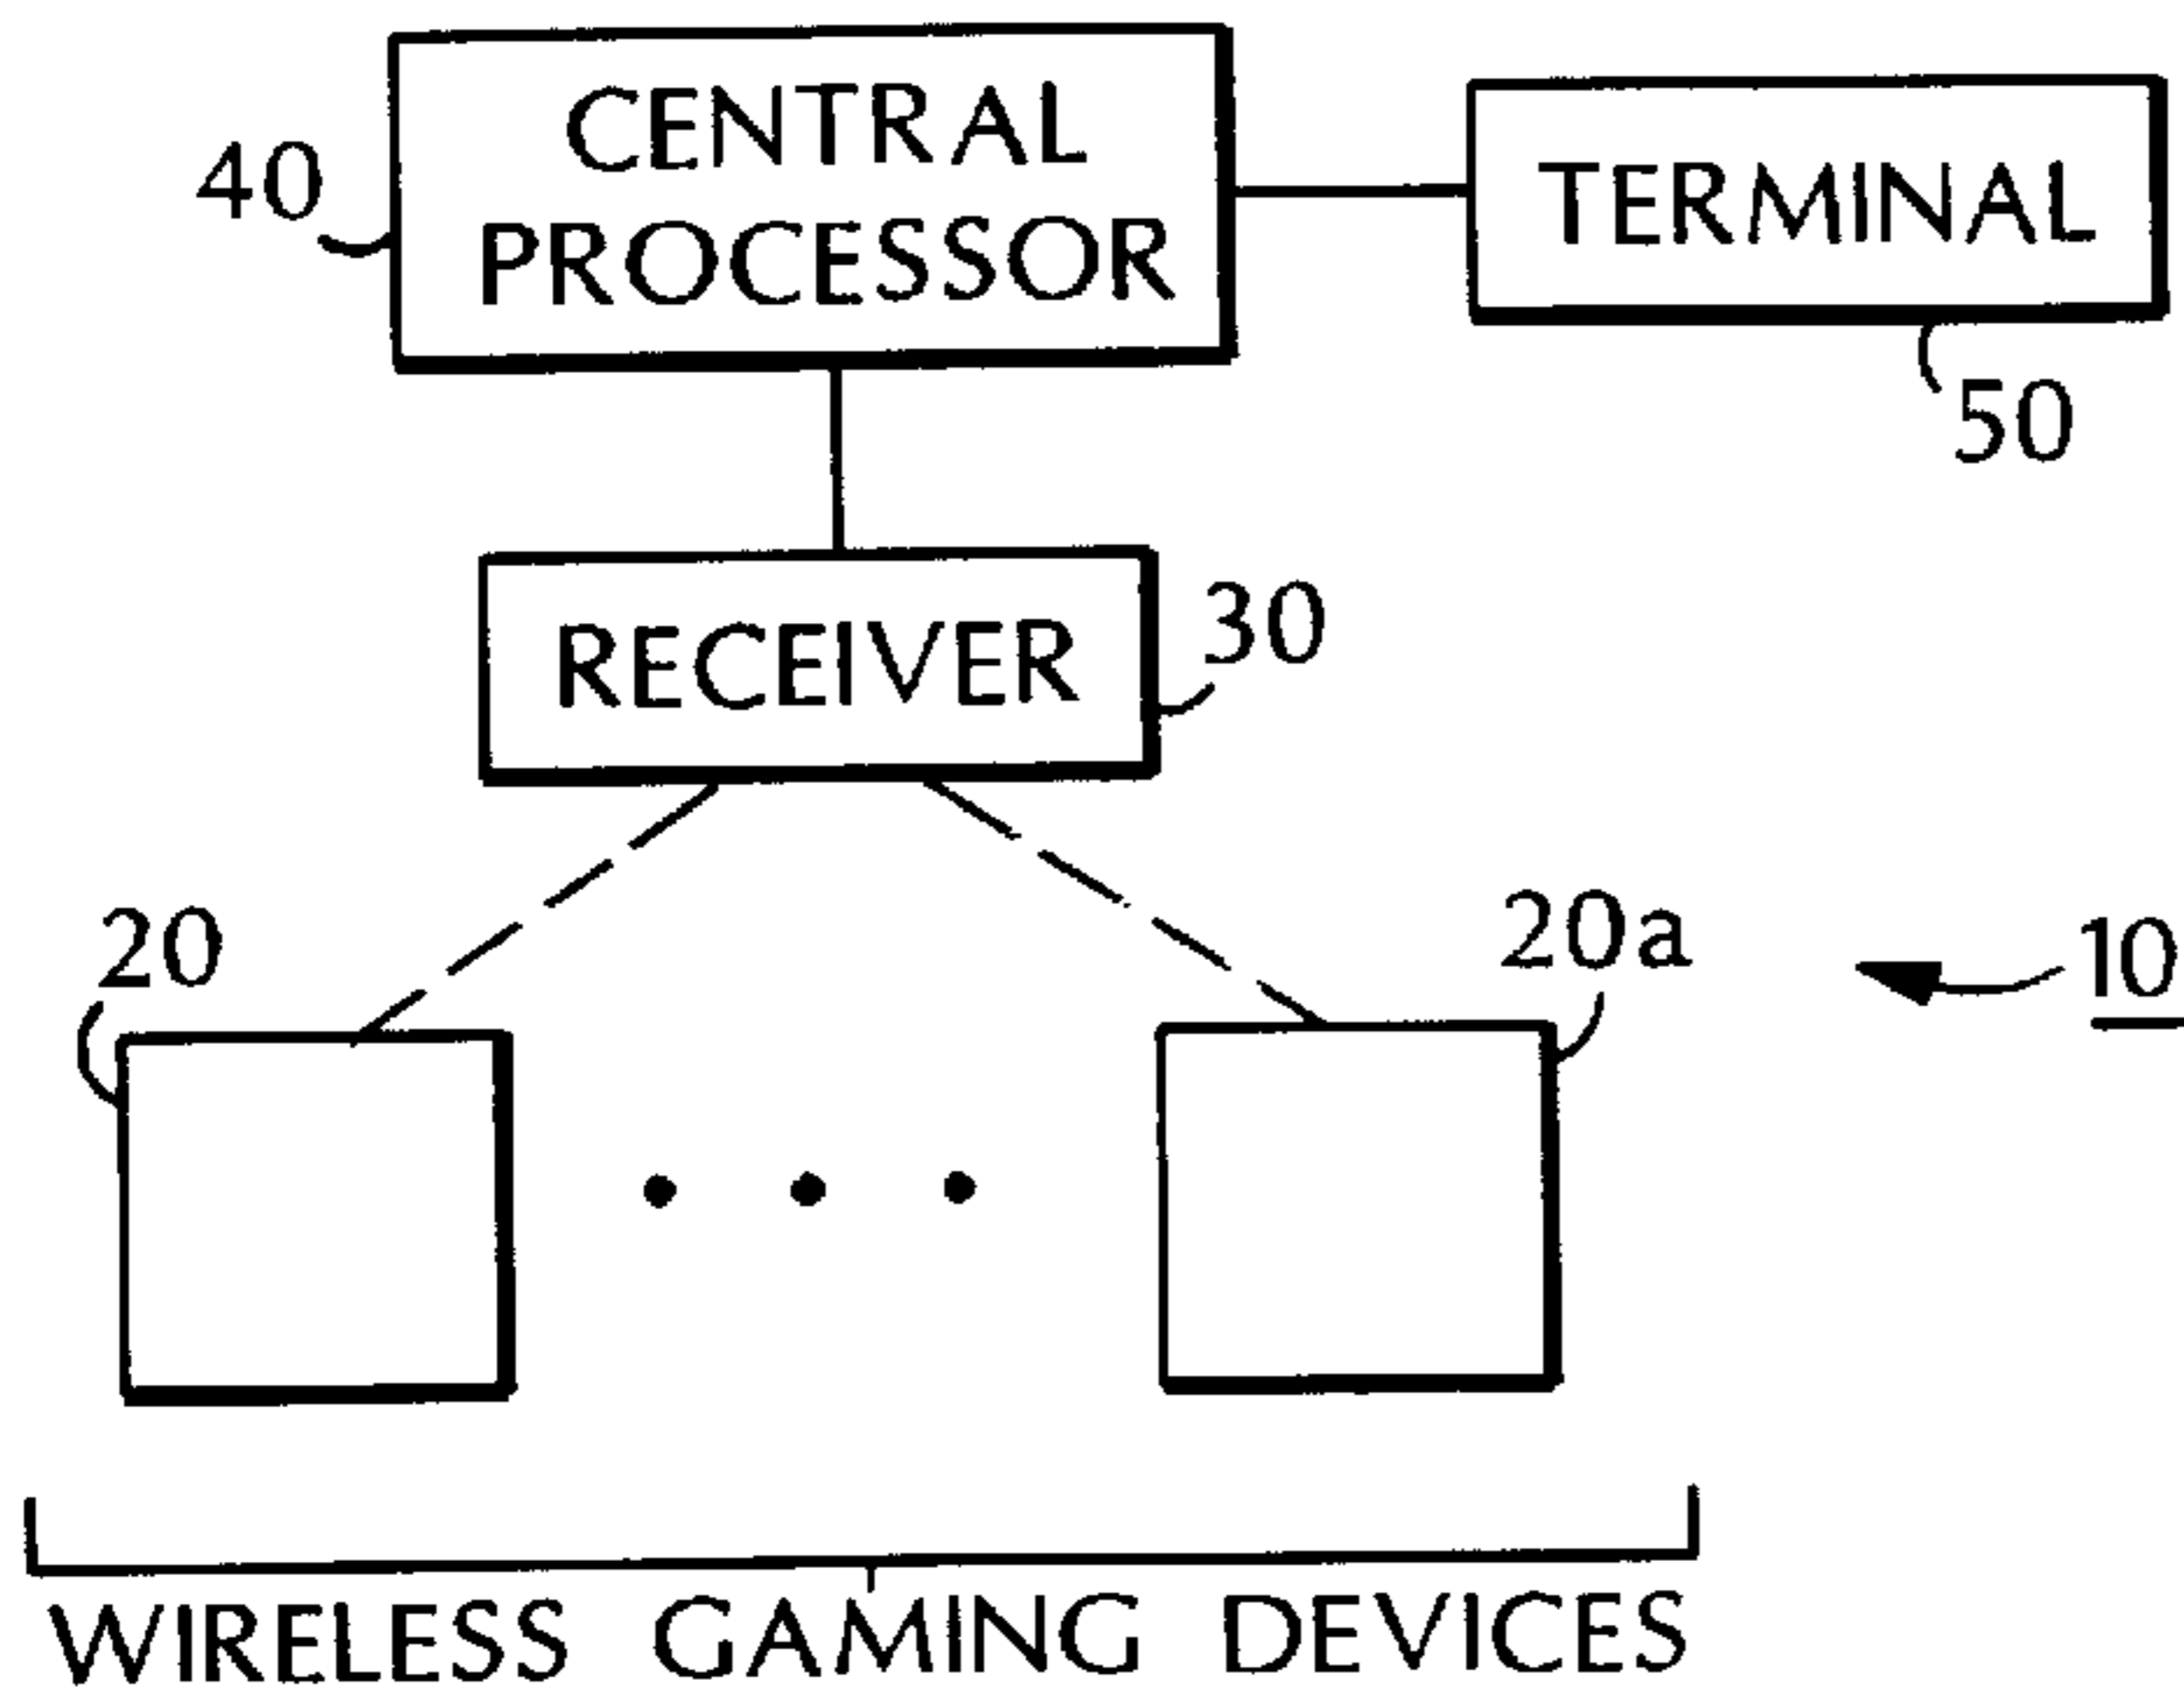 CENTRAL
PROCESSOR
40
TERMINAL
50
RECEIVER
30
20
20a
10
WIRELESS GAMING DEVICES